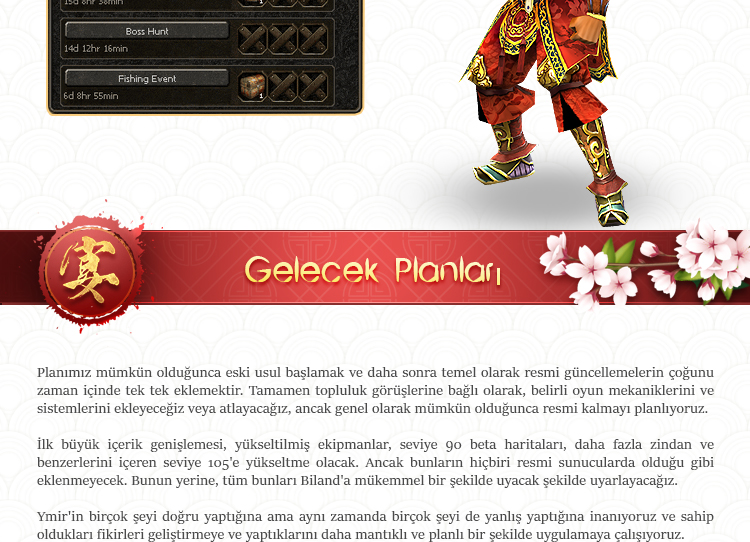 15d 8hr 38min
Boss Hunt
14d 12hr 16min
Fishing Event
1
6d 8hr 55min
宴
Gelecek Planları
Planımız mümkün olduğunca eski usul başlamak ve daha sonra temel olarak resmi güncellemelerin çoğunu
zaman içinde tek tek eklemektir. Tamamen topluluk görüşlerine bağlı olarak, belirli oyun mekaniklerini ve
sistemlerini ekleyeceğiz veya atlayacağız, ancak genel olarak mümkün olduğunca resmi kalmayı planlıyoruz.
İlk büyük içerik genişlemesi, yükseltilmiş ekipmanlar, seviye 90 beta haritaları, daha fazla zindan ve
benzerlerini içeren seviye 105'e yükseltme olacak. Ancak bunların hiçbiri resmi sunucularda olduğu gibi
eklenmeyecek. Bunun yerine, tüm bunları Biland'a mükemmel bir şekilde uyacak şekilde uyarlayacağız.
Ymir'in birçok şeyi doğru yaptığına ama aynı zamanda birçok şeyi de yanlış yaptığına inanıyoruz ve sahip
oldukları fikirleri geliştirmeye ve yaptıklarını daha mantıklı ve planlı bir şekilde uygulamaya çalışıyoruz.